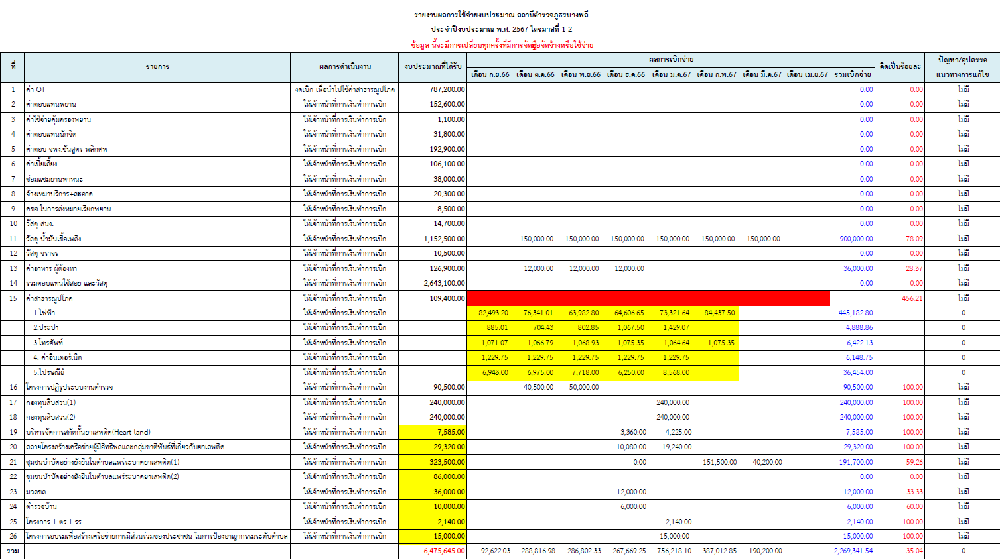 รายงานผลการใช้จ่ายงบประมาณ สถานีตำรวจภูธรบางพลี
ประจำปีงบประมาณ พ.ศ. 2567 ไตรมาสที่ 1-2
ข้อมูล นี้จะมีการเปลี่ยนทุกครั้งที่มีการจัดซื้อจัดจ้างหรือใช้จ่าย
ที่ รายการ ผลการดำเนินงาน งบประมาณที่ได้รับ ผลการเบิกจ่าย คิดเป็นร้อยละ ปัญหา/อุปสรรค แนวทางการแก้ไข
เดือน ก.ย.66 เดือน ต.ค.66 เดือน พ.ย.66 เดือน ธ.ค.66 เดือน ม.ค.67 เดือน ก.พ.67 เดือน มี.ค.67 เดือน เม.ย.67 รวมเบิกจ่าย
1 ค่า OT งดเบิก เพื่อนำไปใช้ค่าสาธารณูปโภค 787,200.00 0.00 0.00 ไม่มี
2 ค่าตอบแทนพยาน ให้เจ้าหน้าที่การเงินทำการเบิก 152,600.00 0.00 0.00 ไม่มี
3 ค่าใช้จ่ายคุ้มครองพยาน ให้เจ้าหน้าที่การเงินทำการเบิก 1,100.00 0.00 0.00 ไม่มี
4 ค่าตอบแทนนักจิต ให้เจ้าหน้าที่การเงินทำการเบิก 31,800.00 0.00 0.00 ไม่มี
5 ค่าตอบ จพง.ชันสูตร พลิกศพ ให้เจ้าหน้าที่การเงินทำการเบิก 192,900.00 0.00 0.00 ไม่มี
6 ค่าเบี้ยเลี้ยง ให้เจ้าหน้าที่การเงินทำการเบิก 106,100.00 0.00 0.00 ไม่มี
7 ซ่อมแซมยานพาหนะ ให้เจ้าหน้าที่การเงินทำการเบิก 38,000.00 0.00 0.00 ไม่มี
8 จ้างเหมาบริการ+สะอาด ให้เจ้าหน้าที่การเงินทำการเบิก 20,300.00 0.00 0.00 ไม่มี
9 คชจ.ในการส่งหมายเรียกพยาน ให้เจ้าหน้าที่การเงินทำการเบิก 8,500.00 0.00 0.00 ไม่มี
10 วัสดุ สนง. ให้เจ้าหน้าที่การเงินทำการเบิก 14,700.00 0.00 0.00 ไม่มี
11 วัสดุ น้ำมันเชื้อเพลิง ให้เจ้าหน้าที่การเงินทำการเบิก 1,152,500.00 150,000.00 150,000.00 150,000.00 150,000.00 150,000.00 150,000.00 900,000.00 78.09 ไม่มี
12 วัสดุ จราจร ให้เจ้าหน้าที่การเงินทำการเบิก 10,500.00 0.00 0.00 ไม่มี
13 ค่าอาหาร ผู้ต้องหา ให้เจ้าหน้าที่การเงินทำการเบิก 126,900.00 12,000.00 12,000.00 12,000.00 36,000.00 28.37 ไม่มี
14 รวมตอบแทนใช้สอย และวัสดุ ให้เจ้าหน้าที่การเงินทำการเบิก 2,643,100.00 0.00 0.00 ไม่มี
15 ค่าสาธารณูปโภค ให้เจ้าหน้าที่การเงินทำการเบิก 109,400.00 456.21 ไม่มี
1.ไฟฟ้า ให้เจ้าหน้าที่การเงินทำการเบิก 82,493.20 76,341.01 63,982.80 64,606.65 73,321.64 84,437.50 445,182.80 0
2.ประปา ให้เจ้าหน้าที่การเงินทำการเบิก 885.01 704.43 802.85 1,067.50 1,429.07 4,888.86 0
3.โทรศัพท์ ให้เจ้าหน้าที่การเงินทำการเบิก 1,071.07 1,066.79 1,068.93 1,075.35 1,064.64 1,075.35 6,422.13 0
4. ค่าอินเตอร์เน็ต ให้เจ้าหน้าที่การเงินทำการเบิก 1,229.75 1,229.75 1,229.75 1,229.75 1,229.75 6,148.75 0
5.ไปรษณีย์ ให้เจ้าหน้าที่การเงินทำการเบิก 6,943.00 6,975.00 7,718.00 6,250.00 8,568.00 36,454.00 0
16 โครงการปฎิรูประบบงานตำรวจ ให้เจ้าหน้าที่การเงินทำการเบิก 90,500.00 40,500.00 50,000.00 90,500.00 100.00 ไม่มี
17 กองทุนสืบสวน(1) ให้เจ้าหน้าที่การเงินทำการเบิก 240,000.00 240,000.00 240,000.00 100.00 ไม่มี
18 กองทุนสืบสวน(2) ให้เจ้าหน้าที่การเงินทำการเบิก 240,000.00 240,000.00 240,000.00 100.00 ไม่มี
19 บริหารจัดการสกัดกั้นยาเสพติด(Heart land) ให้เจ้าหน้าที่การเงินทำการเบิก 7,585.00 3,360.00 4,225.00 7,585.00 100.00 ไม่มี
20 สลายโครงสร้างเครือข่ายผู้มีอิทธิพลและกลุ่มชาติพันธ์ที่เกี่ยวกับยาเสพติด ให้เจ้าหน้าที่การเงินทำการเบิก 29,320.00 10,080.00 19,240.00 29,320.00 100.00 ไม่มี
21 ชุมชนบำบัดอย่างยั่งยืนในตำบลแพร่ระบาดยาเสพติด(1) ให้เจ้าหน้าที่การเงินทำการเบิก 323,500.00 0.00 151,500.00 40,200.00 191,700.00 59.26 ไม่มี
22 ชุมชนบำบัดอย่างยั่งยืนในตำบลแพร่ระบาดยาเสพติด(2) ให้เจ้าหน้าที่การเงินทำการเบิก 86,000.00 0.00 0.00 ไม่มี
23 มวลชล ให้เจ้าหน้าที่การเงินทำการเบิก 36,000.00 12,000.00 12,000.00 33.33 ไม่มี
24 ตำรวจบ้าน ให้เจ้าหน้าที่การเงินทำการเบิก 10,000.00 6,000.00 6,000.00 60.00 ไม่มี
25 โครงการ 1 ตร.1 รร. ให้เจ้าหน้าที่การเงินทำการเบิก 2,140.00 2,140.00 2,140.00 100.00 ไม่มี
26 โครงการอบรมเพื่อสร้างเครือข่ายการมีส่วนร่วมของประชาชน ในการป้องอาญากรรมระดับตำบล ให้เจ้าหน้าที่การเงินทำการเบิก 15,000.00 15,000.00 15,000.00 100.00 ไม่มี
รวม 6,475,645.00 92,622.03 288,816.98 286,802.33 267,669.25 756,218.10 387,012.85 190,200.00 2,269,341.54 35.04 0